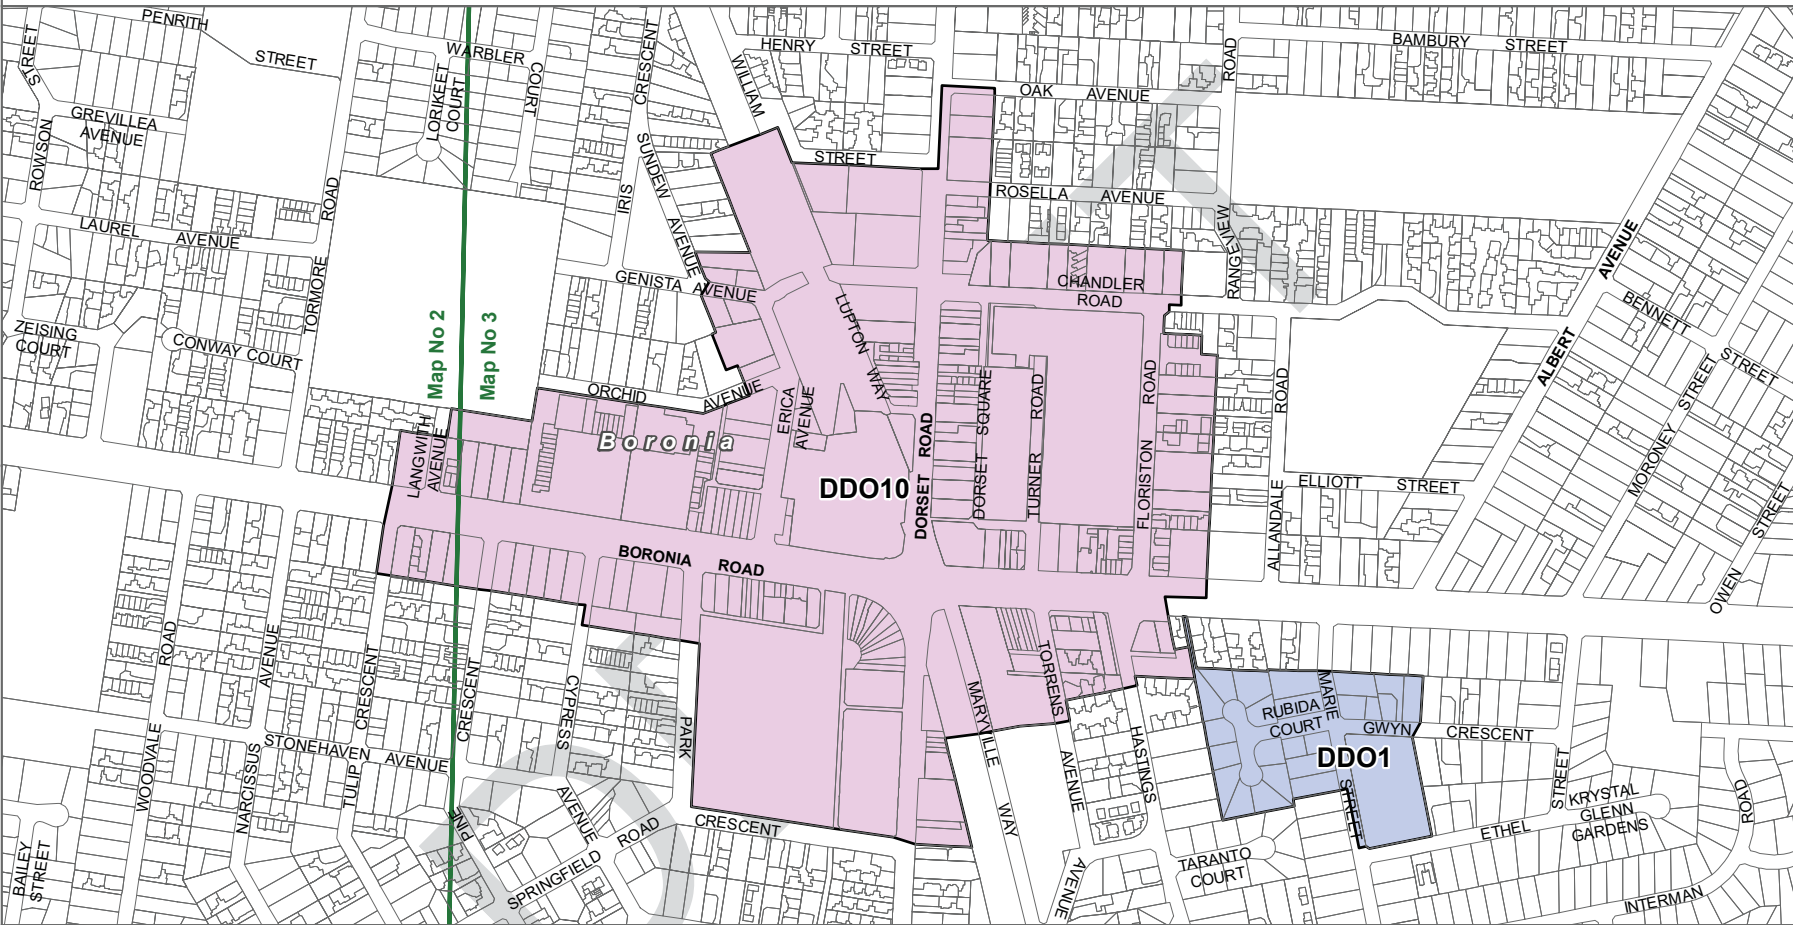 PENRITH
STREET
STREET
WARBLER
COURT
LORIKEET
COURT
GREVILLEA
AVENUE
ROWSON
LAUREL
AVENUE
ROAD
TORMORE
ZEISING
COURT
CONWAY COURT
Map No 2
Map No 3
CRESCENT
IRIS
SUNDEW
AVENUE
GENISTA AVENUE
ORCHID
AVENUE
WILLIAM
STREET
HENRY
STREET
OAK
AVENUE
ROSELLA
AVENUE
ROAD
RANGEVIEW
BAMBURY
STREET
AVENUE
ALBERT
BENNETT
STREET
STREET
MORONEY
STREET
OWEN
CHANDLER
ROAD
LUPTON
WAY
ERICA
AVENUE
LANGWITH
AVENUE
Boronia
DDO10
ROAD
DORSET
SQUARE
DORSET
ROAD
TURNER
ROAD
FLORISTON
ROAD
ALLANDALE
ELLIOTT
STREET
BORONIA
ROAD
ROAD
WOODVALE
AVENUE
NARCISSUS
CRESCENT
TULIP
CRESCENT
PINE
STONEHAVEN
AVENUE
CYPRESS
AVENUE
PARK
CRESCENT
SPRINGFIELD
ROAD
BAILEY
STREET
MARYVILLE
WAY
TORRENS
AVENUE
HASTINGS
AVENUE
RUBIDA
COURT
MARIE
STREET
GWYN
CRESCENT
DDO1
TARANTO
COURT
ETHEL
STREET
KRYSTAL
GLENN
GARDENS
ROAD
INTERMAN